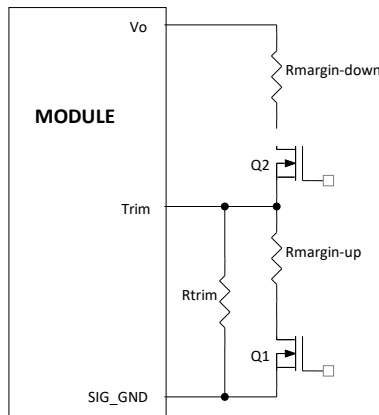 Vo
Rmargin-down
MODULE
Q2
Trim
Rmargin-up
Rtrim
Q1
SIG_GND